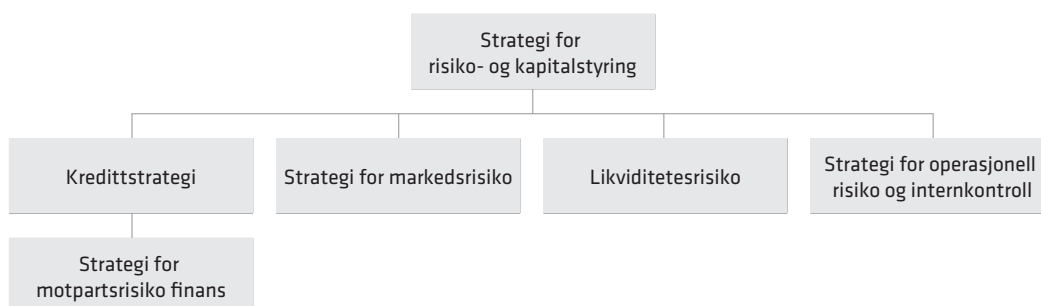 Strategi for
risiko- og kapitalstyring
Kredittstrategi
Strategi for markedsrisiko
Likviditetesrisiko
Strategi for operasjonell
risiko og internkontroll
Strategi for
motpartsrisiko finans